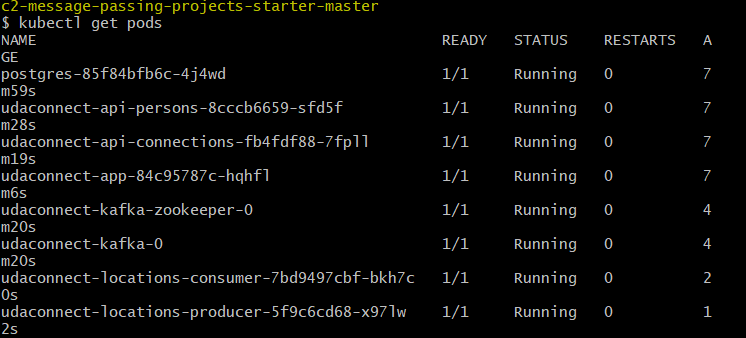 c2-message-passing-projects-starter-master
$ kubectl get pods
NAME READY STATUS RESTARTS A
GE
postgres-85f84bfb6c-4j4wd 1/1 Running 0 7
m59s
udaconnect-api-persons-8cccb6659-sfd5f 1/1 Running 0 7
m28s
udaconnect-api-connections-fb4fdf88-7fpll 1/1 Running 0 7
m19s
udaconnect-app-84c95787c-hqhfl 1/1 Running 0 7
m6s
udaconnect-kafka-zookeeper-0 1/1 Running 0 4
m20s
udaconnect-kafka-0 1/1 Running 0 4
m20s
udaconnect-locations-consumer-7bd9497cbf-bkh7c 1/1 Running 0 2
0s
udaconnect-locations-producer-5f9c6cd68-x97lw 1/1 Running 0 1
2s